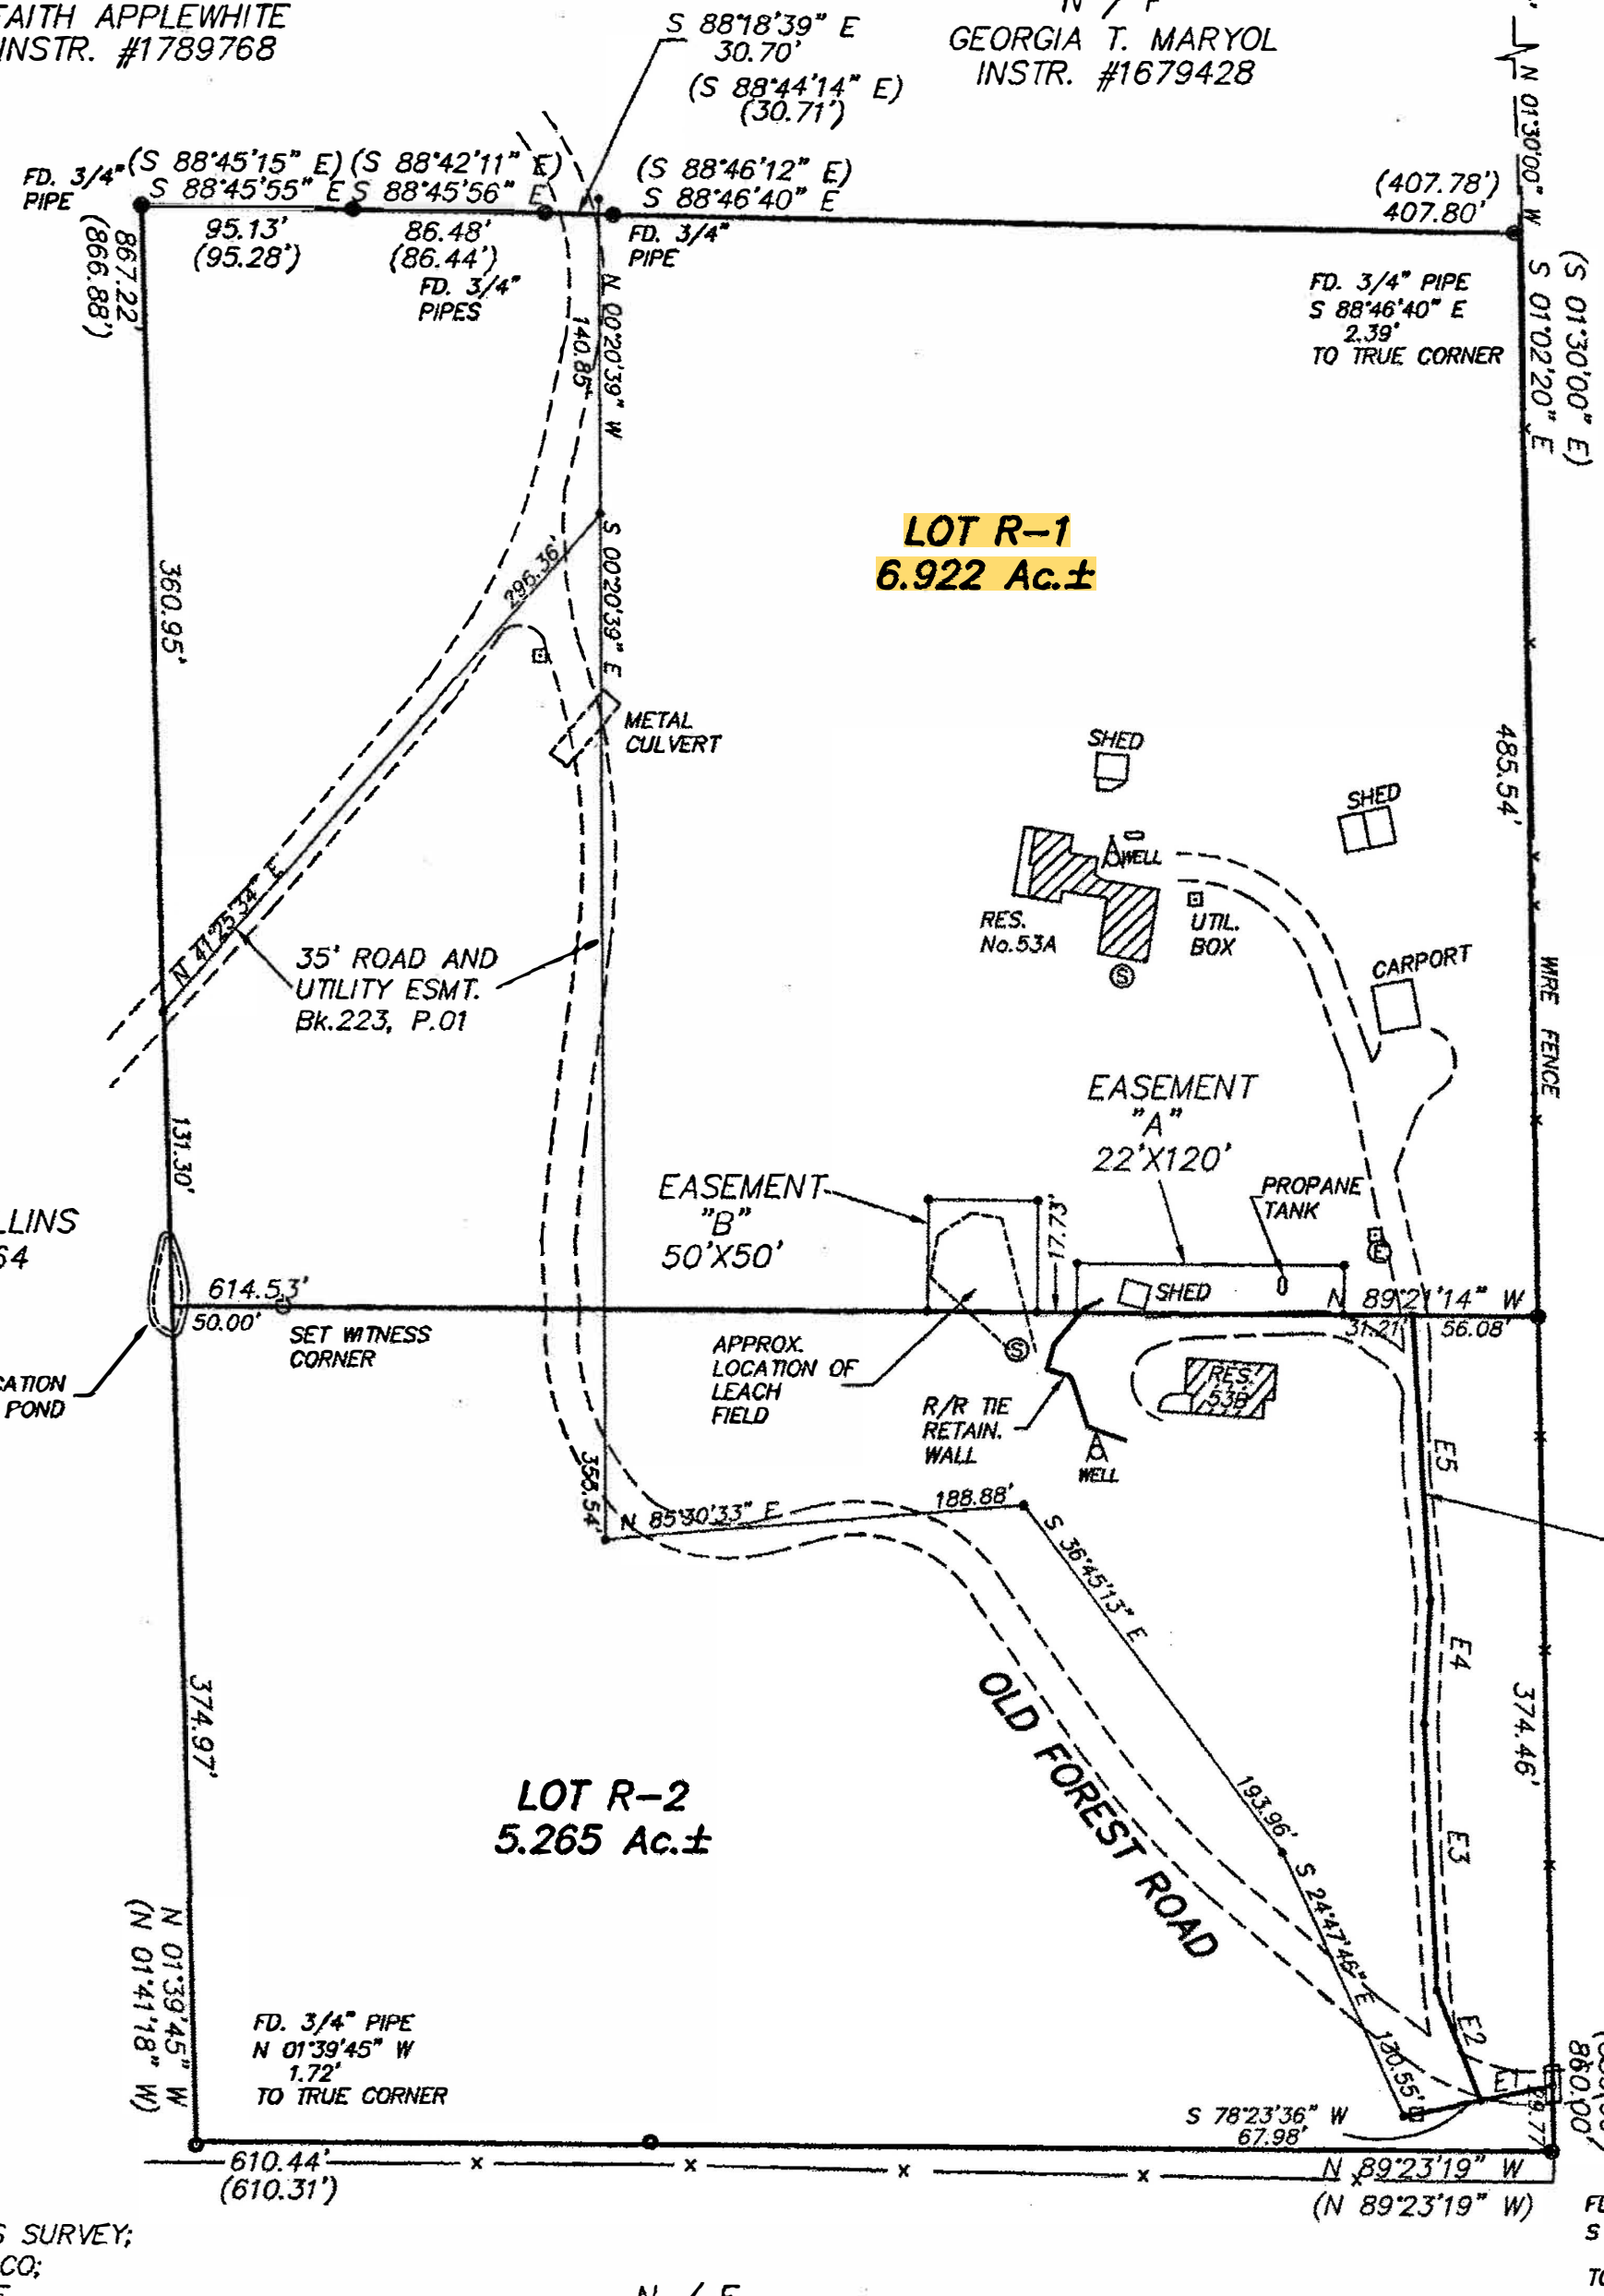 FAITH APPLEWHITE
INSTR. #1789768
S 88°18'39" E
30.70'
(S 88°44'14" E)
(30.71')
N / F
GEORGIA T. MARYOL
INSTR. #1679428
N 01°30'00" W
FD. 3/4"
PIPE
(S 88°45'15" E)
S 88°45'55" E
95.13'
(95.28')
(S 88°42'11" E)
S 88°45'56" E
86.48'
(86.44')
FD. 3/4"
PIPES
(S 88°46'12" E)
S 88°46'40" E
FD. 3/4"
PIPE
(407.78')
407.80'
FD. 3/4" PIPE
S 88°46'40" E
2.39'
TO TRUE CORNER
(S 01°30'00" E)
S 01°02'20" E
867.22'
(866.88')
N 00°20'39" W
140.85'
LOT R-1
6.922 Ac.±
360.95'
296.36'
S 00°20'39" E
METAL
CULVERT
SHED
SHED
485.54'
WELL
RES.
No.53A
UTIL.
BOX
CARPORT
WIRE FENCE
N 41°25'34" E
35' ROAD AND
UTILITY ESMT.
Bk.223, P.01
EASEMENT
"A"
22'X120'
131.30'
EASEMENT
"B"
50'X50'
17.73'
PROPANE
TANK
E
LLINS
64
614.53'
50.00'
SET WITNESS
CORNER
SHED
N 89°21'14" W
31.21'
56.08'
CATION
POND
APPROX.
LOCATION OF
LEACH
FIELD
S
S
R/R TIE
RETAIN.
WALL
RES.
53B
WELL
E5
358.54'
N 85°30'33" E
188.88'
S 36°45'13" E
193.96'
E4
374.97'
374.46'
OLD FOREST ROAD
LOT R-2
5.265 Ac.±
E3
S 24°47'46" E
130.55'
N 01°39'45" W
(N 01°41'18" W)
FD. 3/4" PIPE
N 01°39'45" W
1.72'
TO TRUE CORNER
E2
E1
29.77'
860.00'
S 78°23'36" W
67.98'
610.44'
(610.31')
x x x x x
N 89°23'19" W
(N 89°23'19" W)
S SURVEY;
CO;
N / F
S